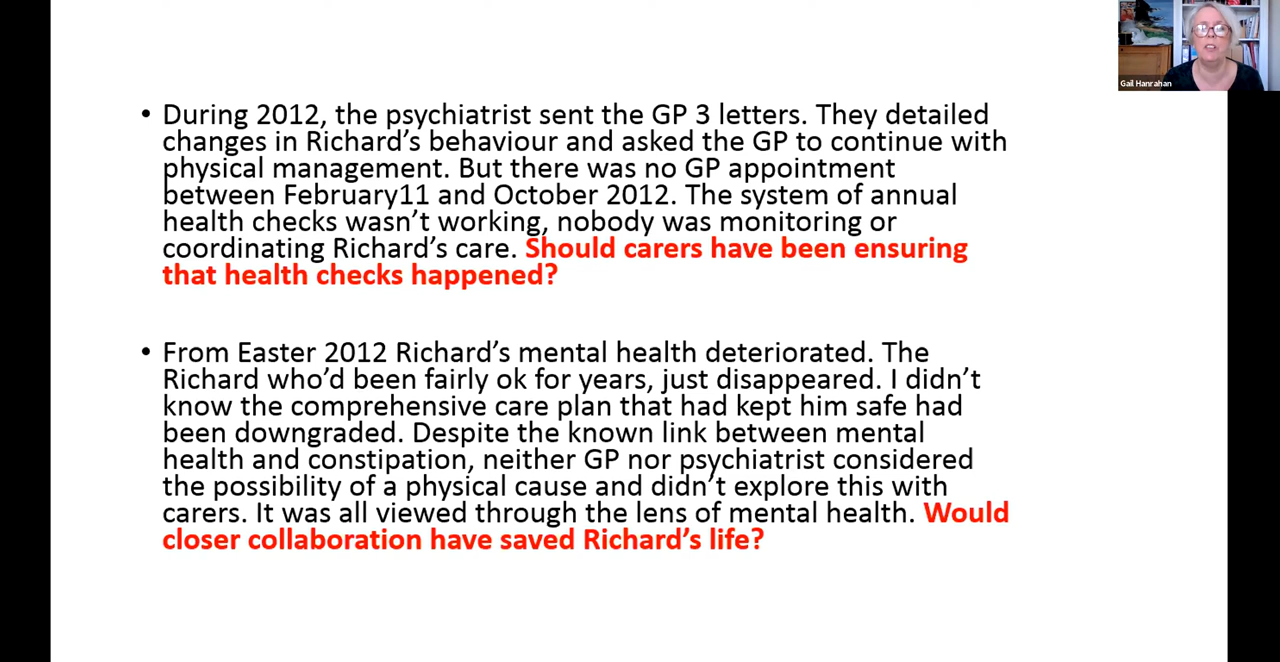 Gail Hanrahan
• During 2012, the psychiatrist sent the GP 3 letters. They detailed
changes in Richard's behaviour and asked the GP to continue with
physical management. But there was no GP appointment
between February11 and October 2012. The system of annual
health checks wasn't working, nobody was monitoring or
coordinating Richard's care. Should carers have been ensuring
that health checks happened?
• From Easter 2012 Richard's mental health deteriorated. The
Richard who'd been fairly ok for years, just disappeared. I didn't
know the comprehensive care plan that had kept him safe had
been downgraded. Despite the known link between mental
health and constipation, neither GP nor psychiatrist considered
the possibility of a physical cause and didn't explore this with
carers. It was all viewed through the lens of mental health. Would
closer collaboration have saved Richard's life?